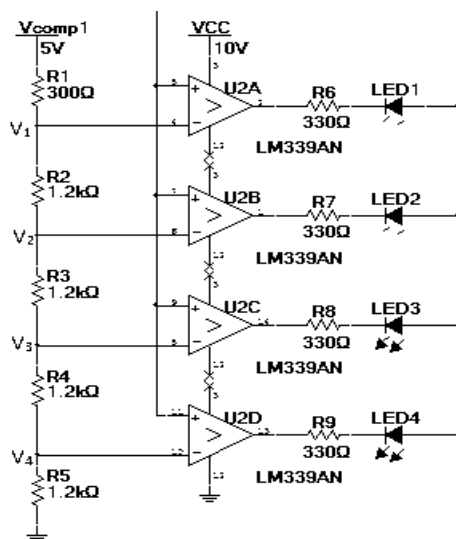 Vcomp1 VCC
5V 10V
R1
300Ω
U2A
R6
330Ω
LED1
V1
LM339AN
R2
1.2kΩ
U2B
R7
330Ω
LED2
V2
LM339AN
R3
1.2kΩ
U2C
R8
330Ω
LED3
V3
LM339AN
R4
1.2kΩ
U2D
R9
330Ω
LED4
V4
LM339AN
R5
1.2kΩ